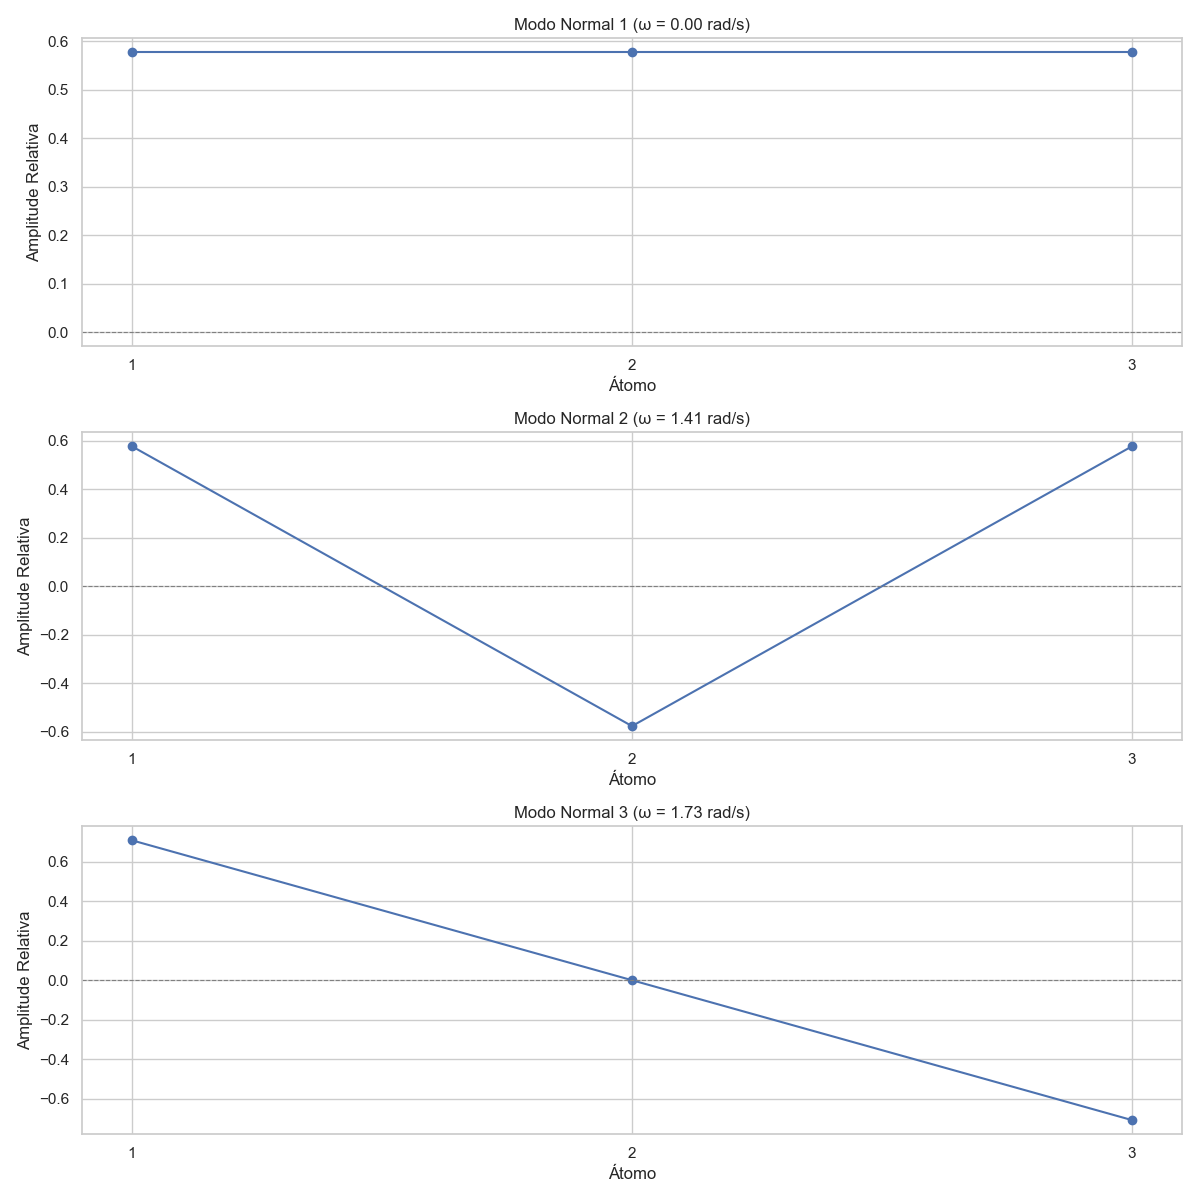 Modo Normal 1 (ω = 0.00 rad/s)
0.6
0.5
0.4
0.3
0.2
0.1
0.0
Amplitude Relativa
1 2 3
Átomo
Modo Normal 2 (ω = 1.41 rad/s)
0.6
0.4
0.2
0.0
−0.2
−0.4
−0.6
Amplitude Relativa
1 2 3
Átomo
Modo Normal 3 (ω = 1.73 rad/s)
0.6
0.4
0.2
0.0
−0.2
−0.4
−0.6
Amplitude Relativa
1 2 3
Átomo